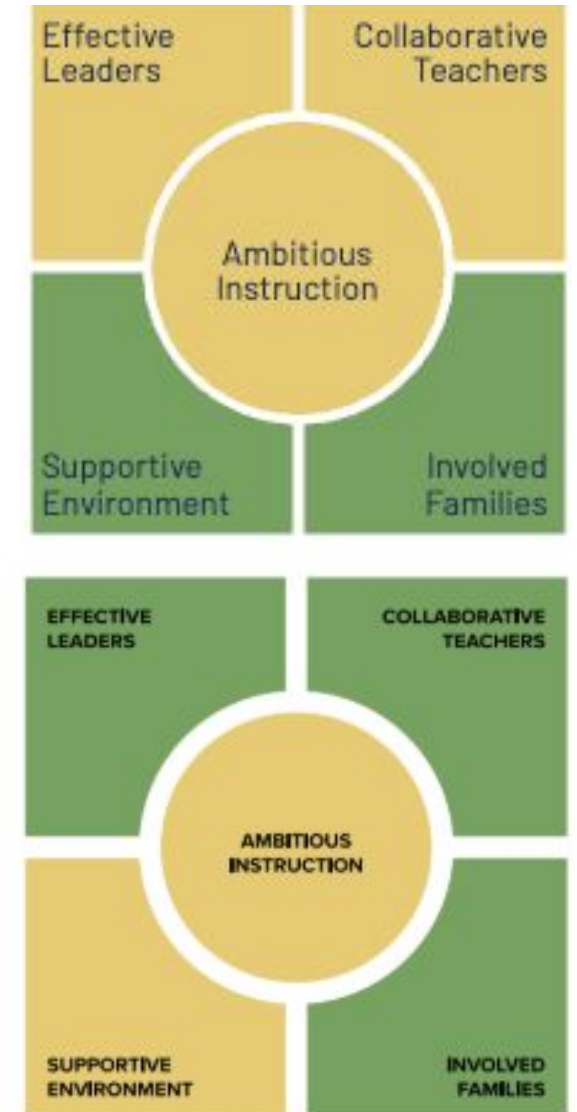 Effective
Leaders
Collaborative
Teachers
Ambitious
Instruction
Supportive
Environment
Involved
Families
EFFECTIVE
LEADERS
COLLABORATIVE
TEACHERS
AMBITIOUS
INSTRUCTION
SUPPORTIVE
ENVIRONMENT
INVOLVED
FAMILIES